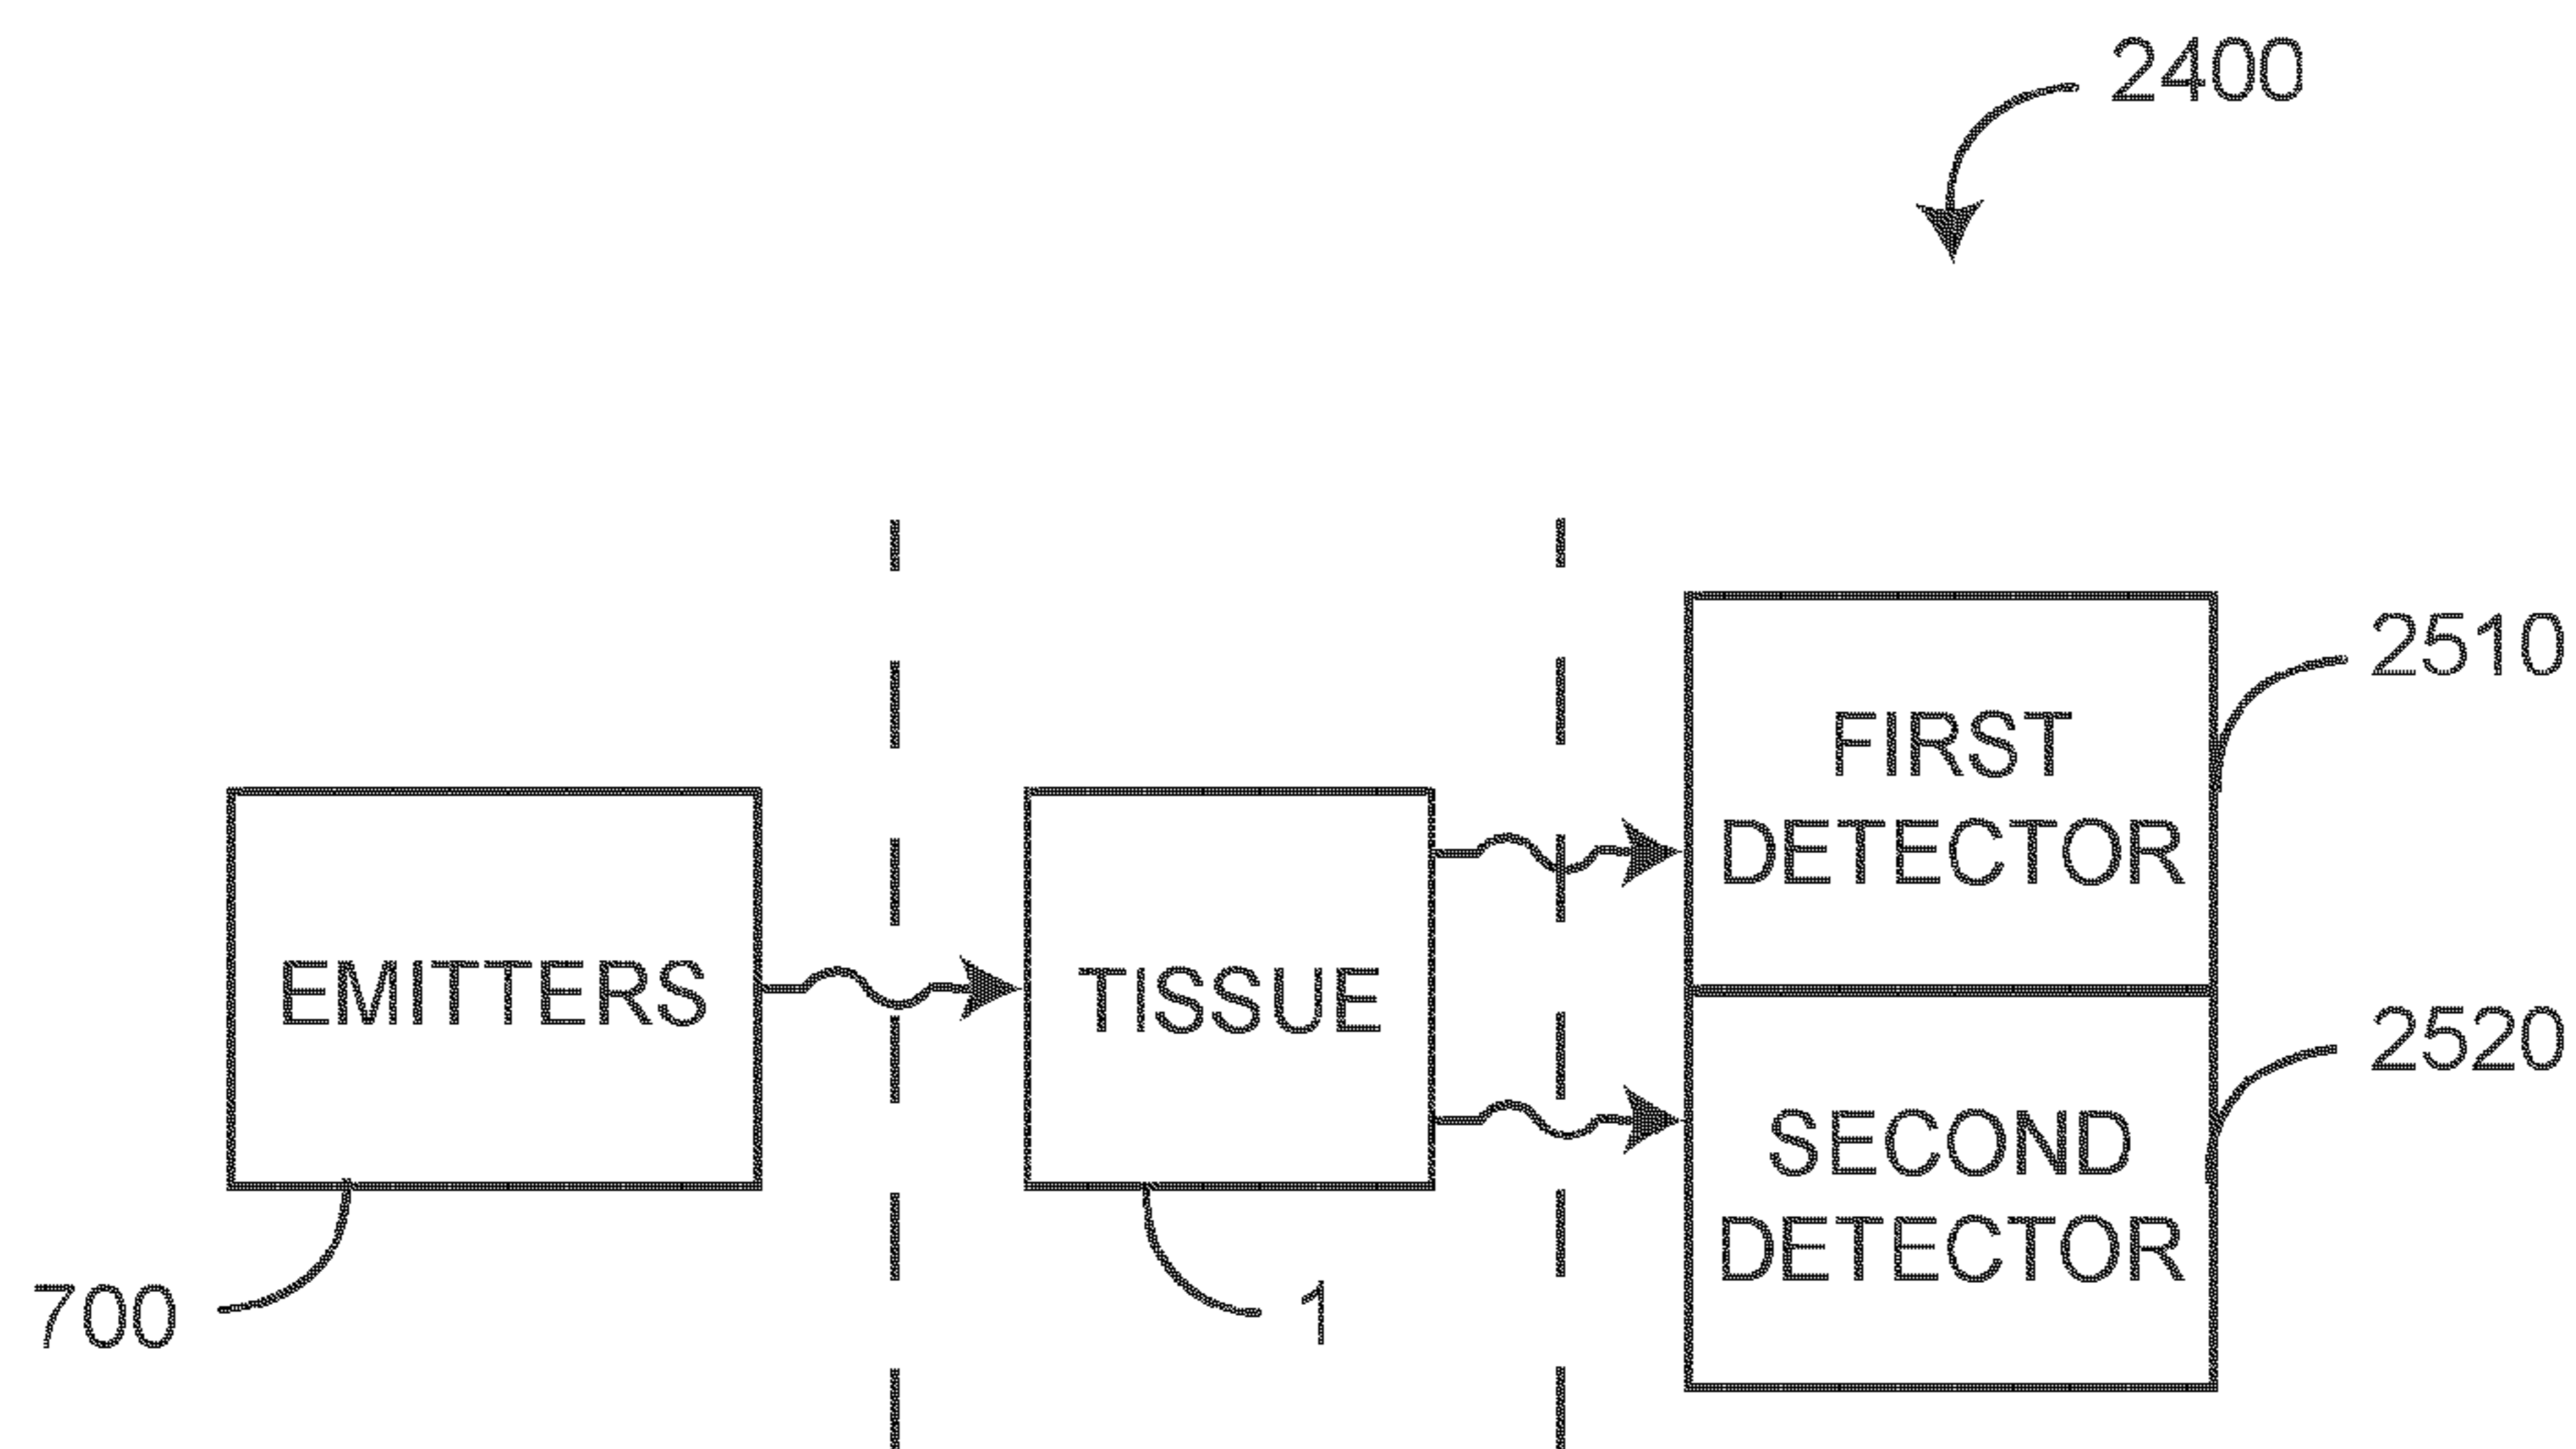 2400
2510
FIRST
DETECTOR
EMITTERS
TISSUE
2520
SECOND
DETECTOR
700
1